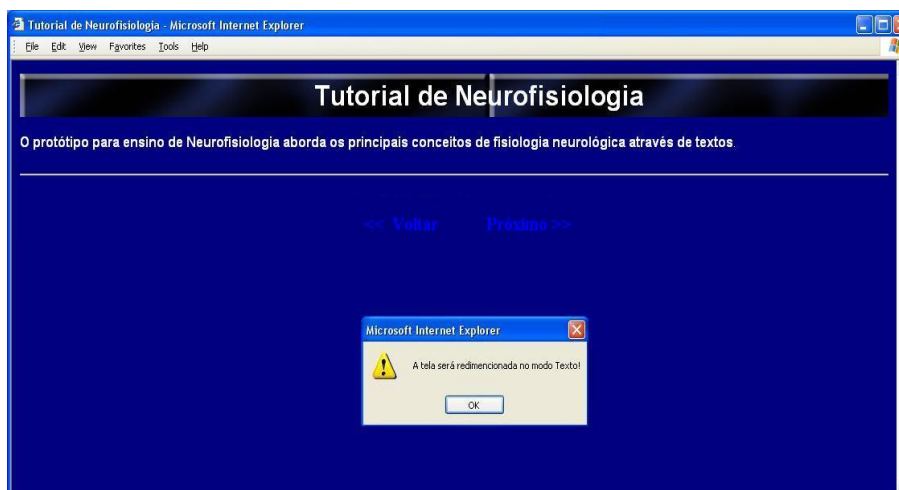 Tutorial de Neurofisiologia - Microsoft Internet Explorer
File Edit View Favorites Tools Help
Tutorial de Neurofisiologia
O protótipo para ensino de Neurofisiologia aborda os principais conceitos de fisiologia neurológica através de textos.
<< Voltar Próximo >>
Microsoft Internet Explorer
A tela será redimencionada no modo Texto!
OK